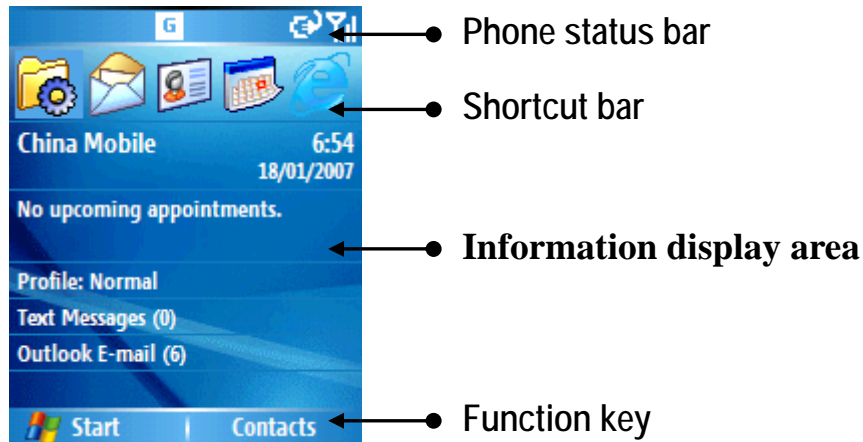 G
Phone status bar
Shortcut bar
China Mobile 6:54
18/01/2007
No upcoming appointments.
Information display area
Profile: Normal
Text Messages (0)
Outlook E-mail (6)
Start Contacts
Function key